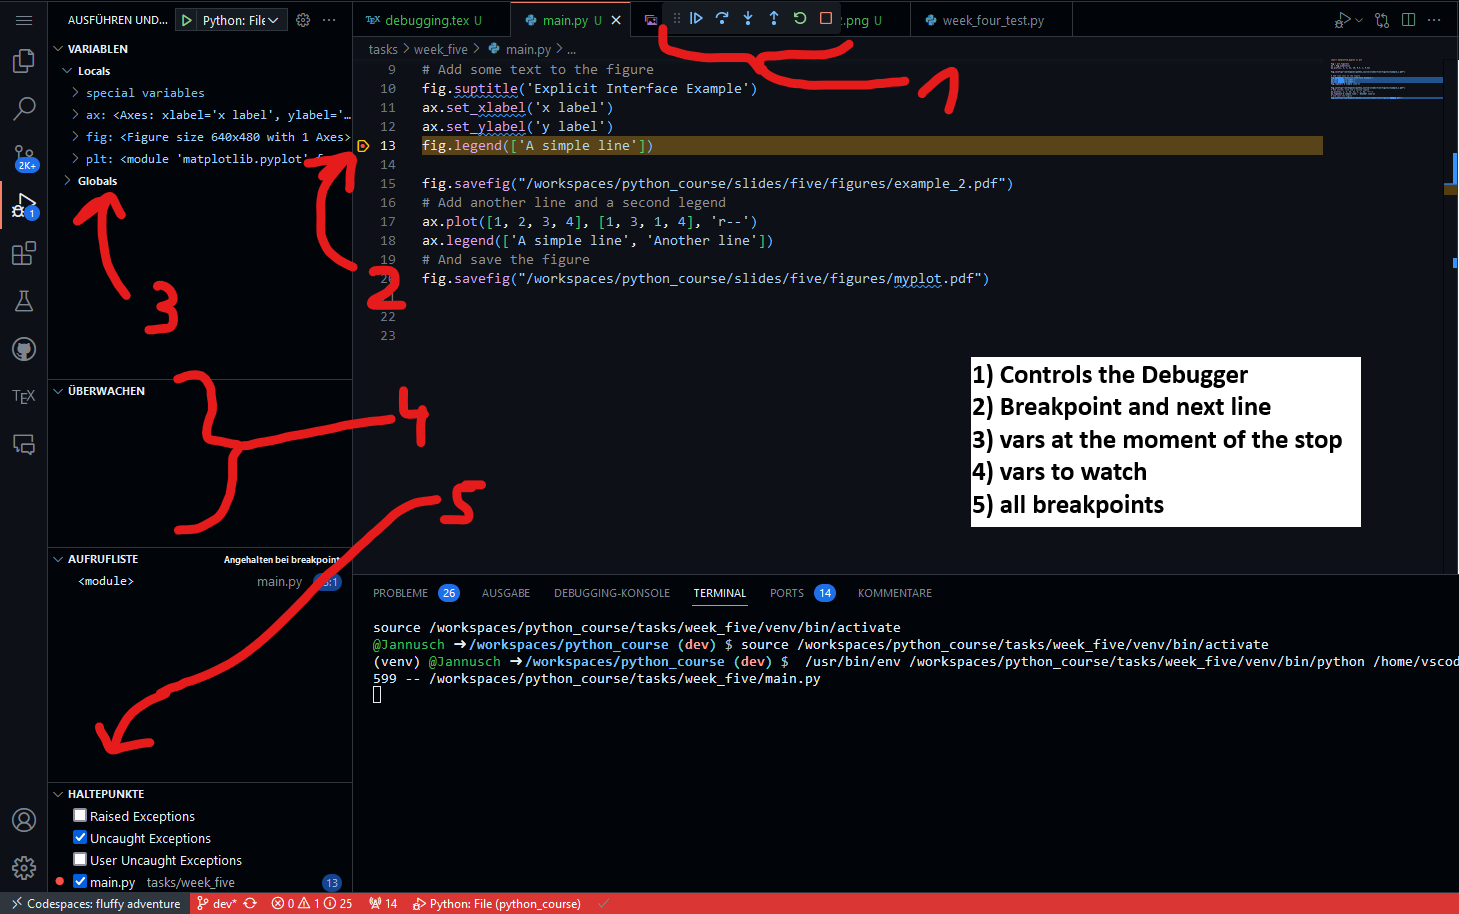 AUSFÜHREN UND...
Python: File
debugging.tex U
main.py U
2.png U
week_four_test.py
tasks > week_five > main.py > ...
VARIABLEN
Locals
special variables
ax: <Axes: xlabel='x label', ylabel='...
fig: <Figure size 640x480 with 1 Axes>
plt: <module 'matplotlib.pyplot'
Globals
9 # Add some text to the figure
10 fig.suptitle('Explicit Interface Example')
11 ax.set_xlabel('x label')
12 ax.set_ylabel('y label')
13 fig.legend(['A simple line'])
14
15 fig.savefig("/workspaces/python_course/slides/five/figures/example_2.pdf")
16 # Add another line and a second legend
17 ax.plot([1, 2, 3, 4], [1, 3, 1, 4], 'r--')
18 ax.legend(['A simple line', 'Another line'])
19 # And save the figure
fig.savefig("/workspaces/python_course/slides/five/figures/myplot.pdf")
22
23
1
2
3
4
5
2K+
1
TEX
1) Controls the Debugger
2) Breakpoint and next line
3) vars at the moment of the stop
4) vars to watch
5) all breakpoints
ÜBERWACHEN
AUFRUFLISTE Angehalten bei breakpoint
<module> main.py
PROBLEME 26 AUSGABE DEBUGGING-KONSOLE TERMINAL PORTS 14 KOMMENTARE
source /workspaces/python_course/tasks/week_five/venv/bin/activate
@Jannusch ➜/workspaces/python_course (dev) $ source /workspaces/python_course/tasks/week_five/venv/bin/activate
(venv) @Jannusch ➜/workspaces/python_course (dev) $ /usr/bin/env /workspaces/python_course/tasks/week_five/venv/bin/python /home/vscod
599 -- /workspaces/python_course/tasks/week_five/main.py
HALTEPUNKTE
Raised Exceptions
Uncaught Exceptions
User Uncaught Exceptions
main.py tasks/week_five 13
Codespaces: fluffy adventure dev* 0 1 25 14 Python: File (python_course)